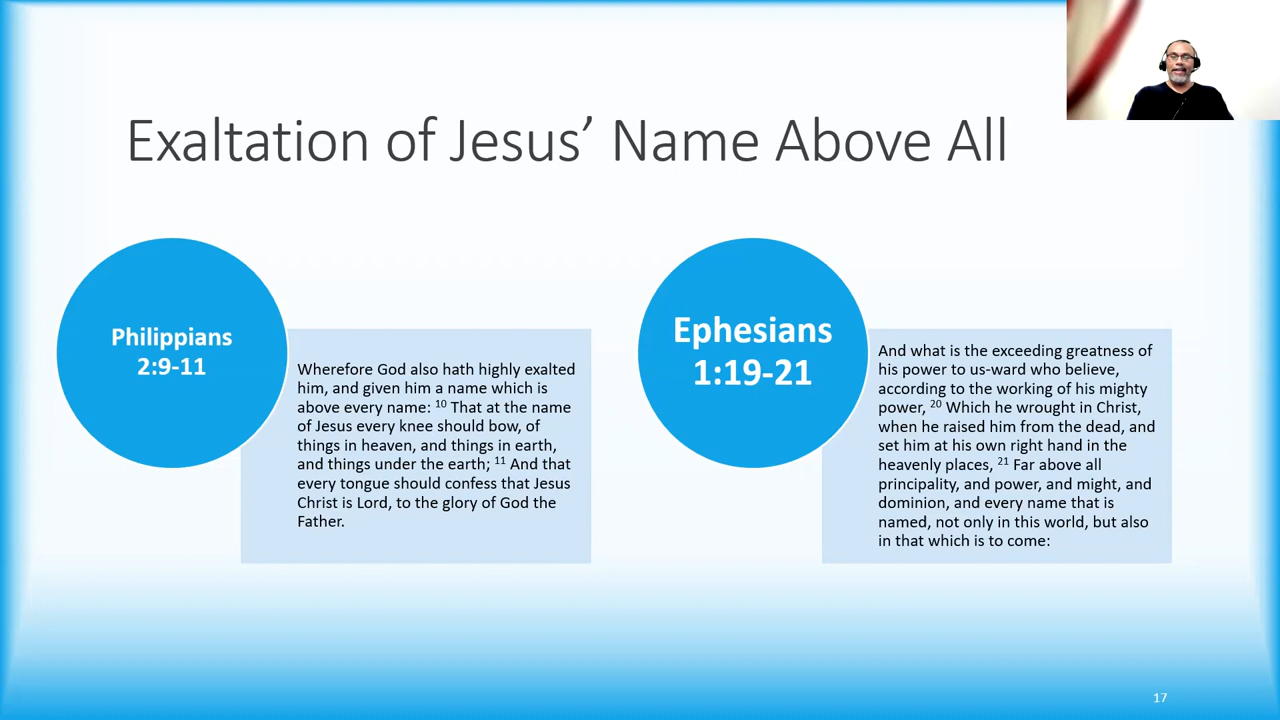 Exaltation of Jesus’ Name Above All
Philippians
2:9-11
Wherefore God also hath highly exalted
him, and given him a name which is
above every name: 10 That at the name
of Jesus every knee should bow, of
things in heaven, and things in earth,
and things under the earth; 11 And that
every tongue should confess that Jesus
Christ is Lord, to the glory of God the
Father.
Ephesians
1:19-21
And what is the exceeding greatness of
his power to us-ward who believe,
according to the working of his mighty
power, 20 Which he wrought in Christ,
when he raised him from the dead, and
set him at his own right hand in the
heavenly places, 21 Far above all
principality, and power, and might, and
dominion, and every name that is
named, not only in this world, but also
in that which is to come:
17